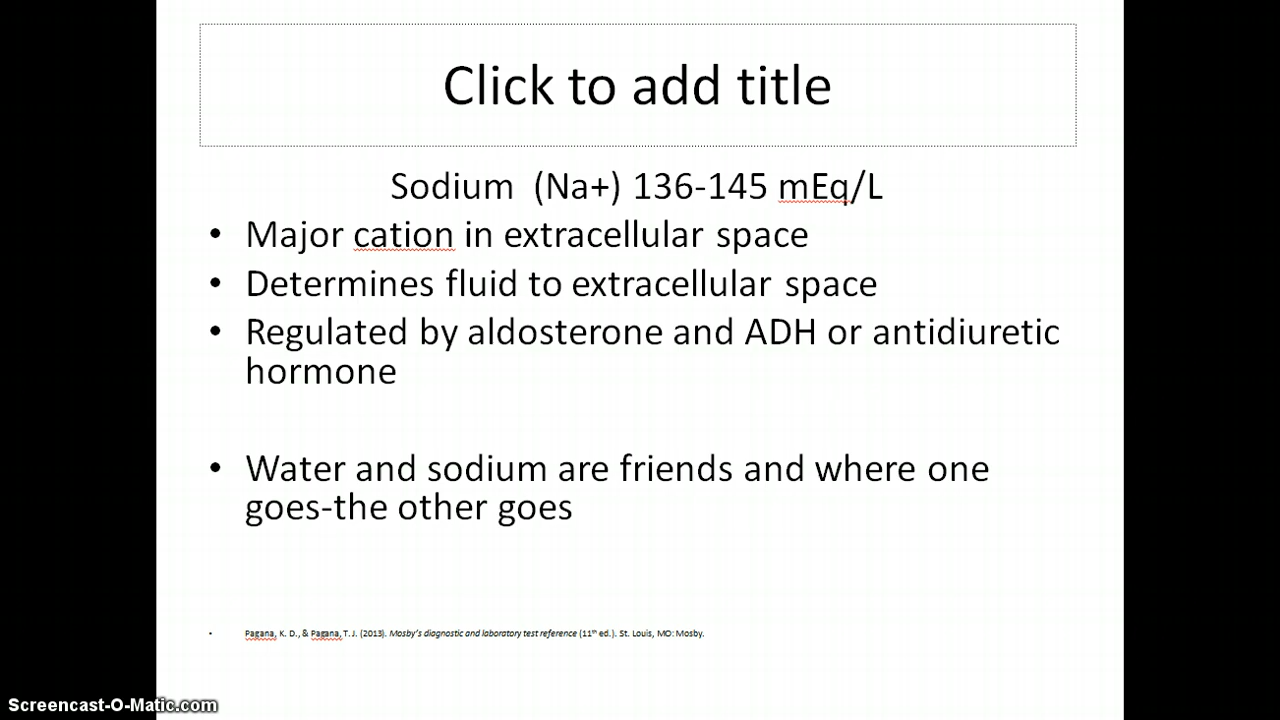 Click to add title
Sodium  (Na+) 136-145 mEq/L
• Major cation in extracellular space
• Determines fluid to extracellular space
• Regulated by aldosterone and ADH or antidiuretic
hormone
• Water and sodium are friends and where one
goes-the other goes
• Pagana, K. D., & Pagana, T. J. (2013). Mosby's diagnostic and laboratory test reference (11th ed.). St. Louis, MO: Mosby.
Screencast-O-Matic.com